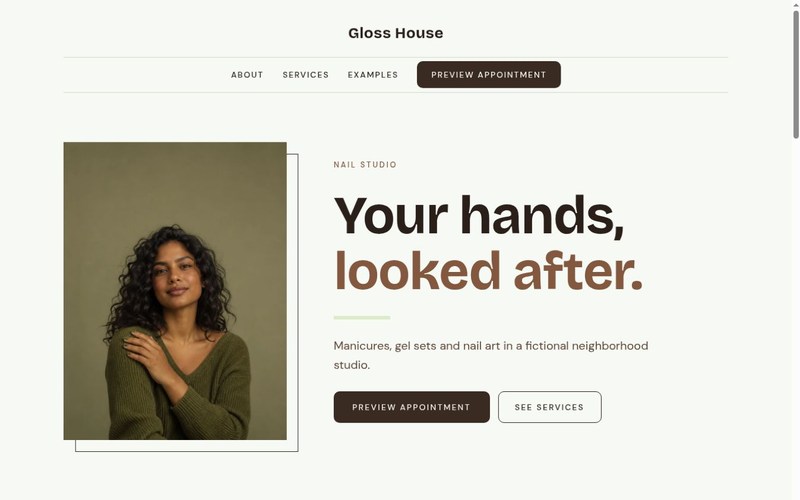 Gloss House
ABOUT SERVICES EXAMPLES PREVIEW APPOINTMENT
NAIL STUDIO
Your hands,
looked after.
Manicures, gel sets and nail art in a fictional neighborhood
studio.
PREVIEW APPOINTMENT SEE SERVICES